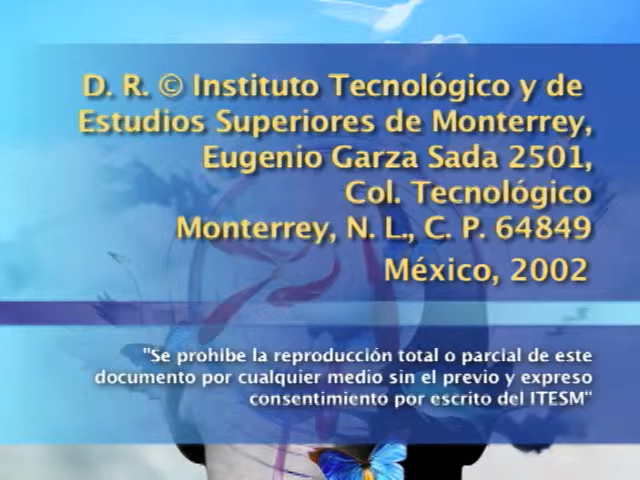 D. R. © Instituto Tecnológico y de
Estudios Superiores de Monterrey,
Eugenio Garza Sada 2501,
Col. Tecnológico
Monterrey, N. L., C. P. 64849
México, 2002
"Se prohibe la reproducción total o parcial de este
documento por cualquier medio sin el previo y expreso
consentimiento por escrito del ITESM"